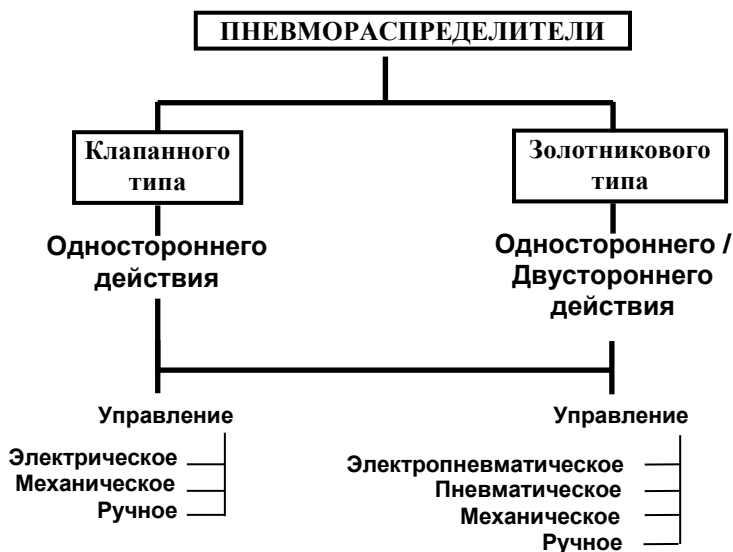 ПНЕВМОРАСПРЕДЕЛИТЕЛИ
Клапанного
типа
Одностороннего
действия
Золотникового
типа
Одностороннего /
Двустороннего
действия
Управление
Электрическое
Механическое
Ручное
Управление
Электропневматическое
Пневматическое
Механическое
Ручное